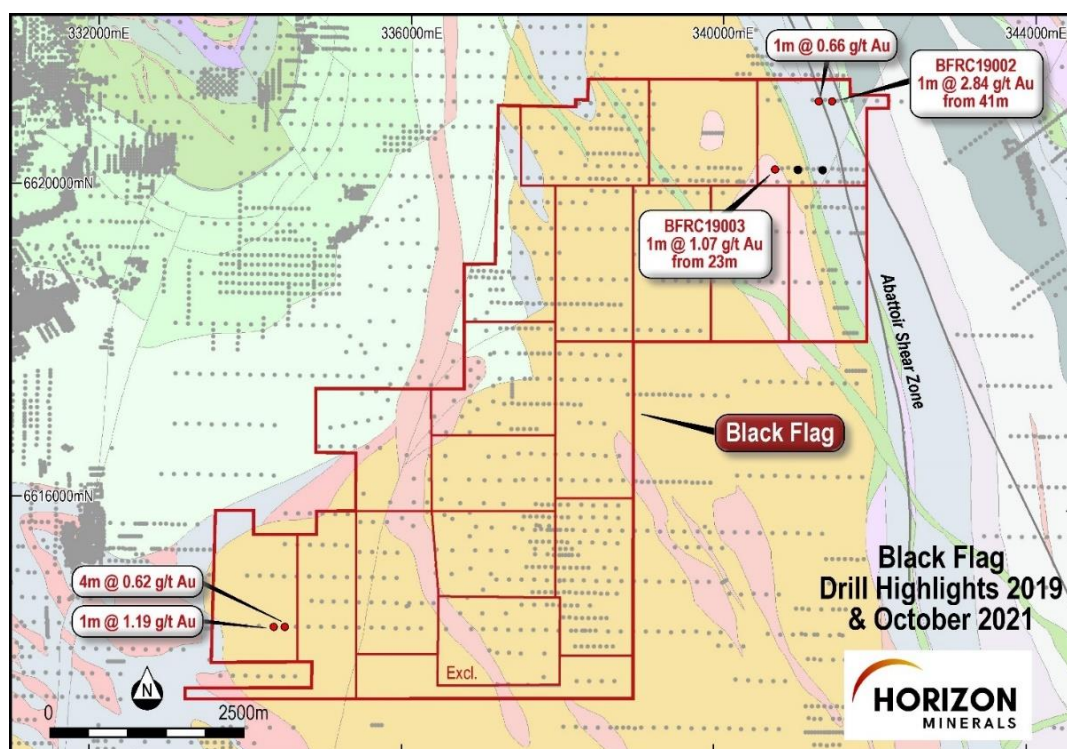 332000mE
336000mE
340000mE
344000mE
1m @ 0.66 g/t Au
BFRC19002
1m @ 2.84 g/t Au
from 41m
6620000mN
BFRC19003
1m @ 1.07 g/t Au
from 23m
Abattoir Shear Zone
Black Flag
6616000mN
Black Flag
Drill Highlights 2019
& October 2021
4m @ 0.62 g/t Au
1m @ 1.19 g/t Au
Excl.
N
0 2500m
HORIZON
MINERALS